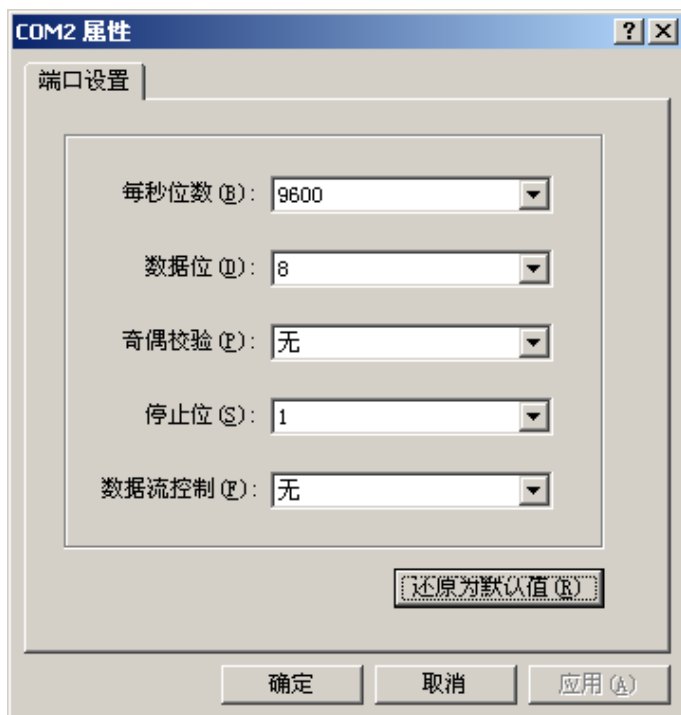 COM2 属性
端口设置
每秒位数(B): 9600
数据位(D): 8
奇偶校验(P): 无
停止位(S): 1
数据流控制(F): 无
还原为默认值(R)
确定 取消 应用(A)